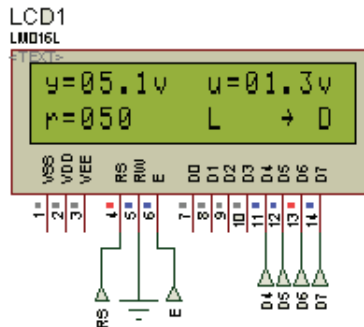 LCD1
LM016L
<TEXT>
y=05.1v u=01.3v
r=050 L → D
VSS VDD VEE RS RW E D0 D1 D2 D3 D4 D5 D6 D7
1 2 3 4 5 6 7 8 9 10 11 12 13 14
RS E D4 D5 D6 D7